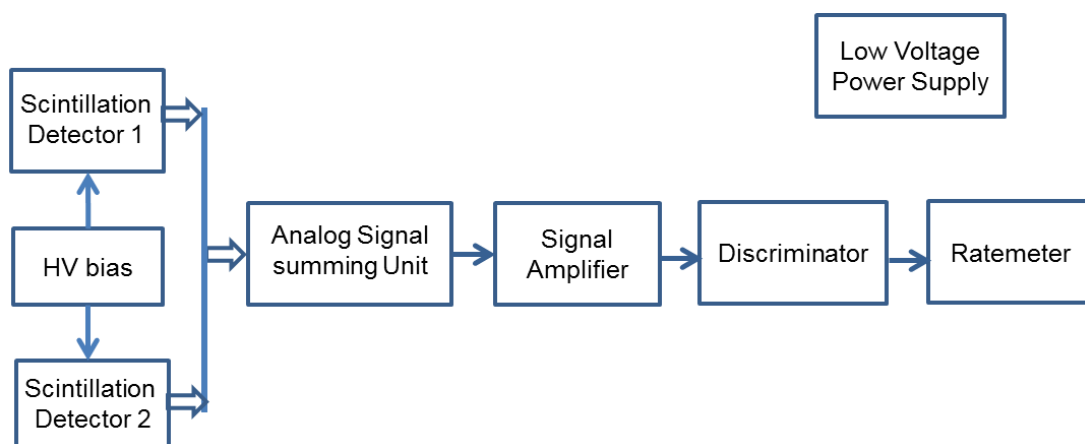 Low Voltage
Power Supply
Scintillation
Detector 1
HV bias
Scintillation
Detector 2
Analog Signal
summing Unit
Signal
Amplifier
Discriminator
Ratemeter